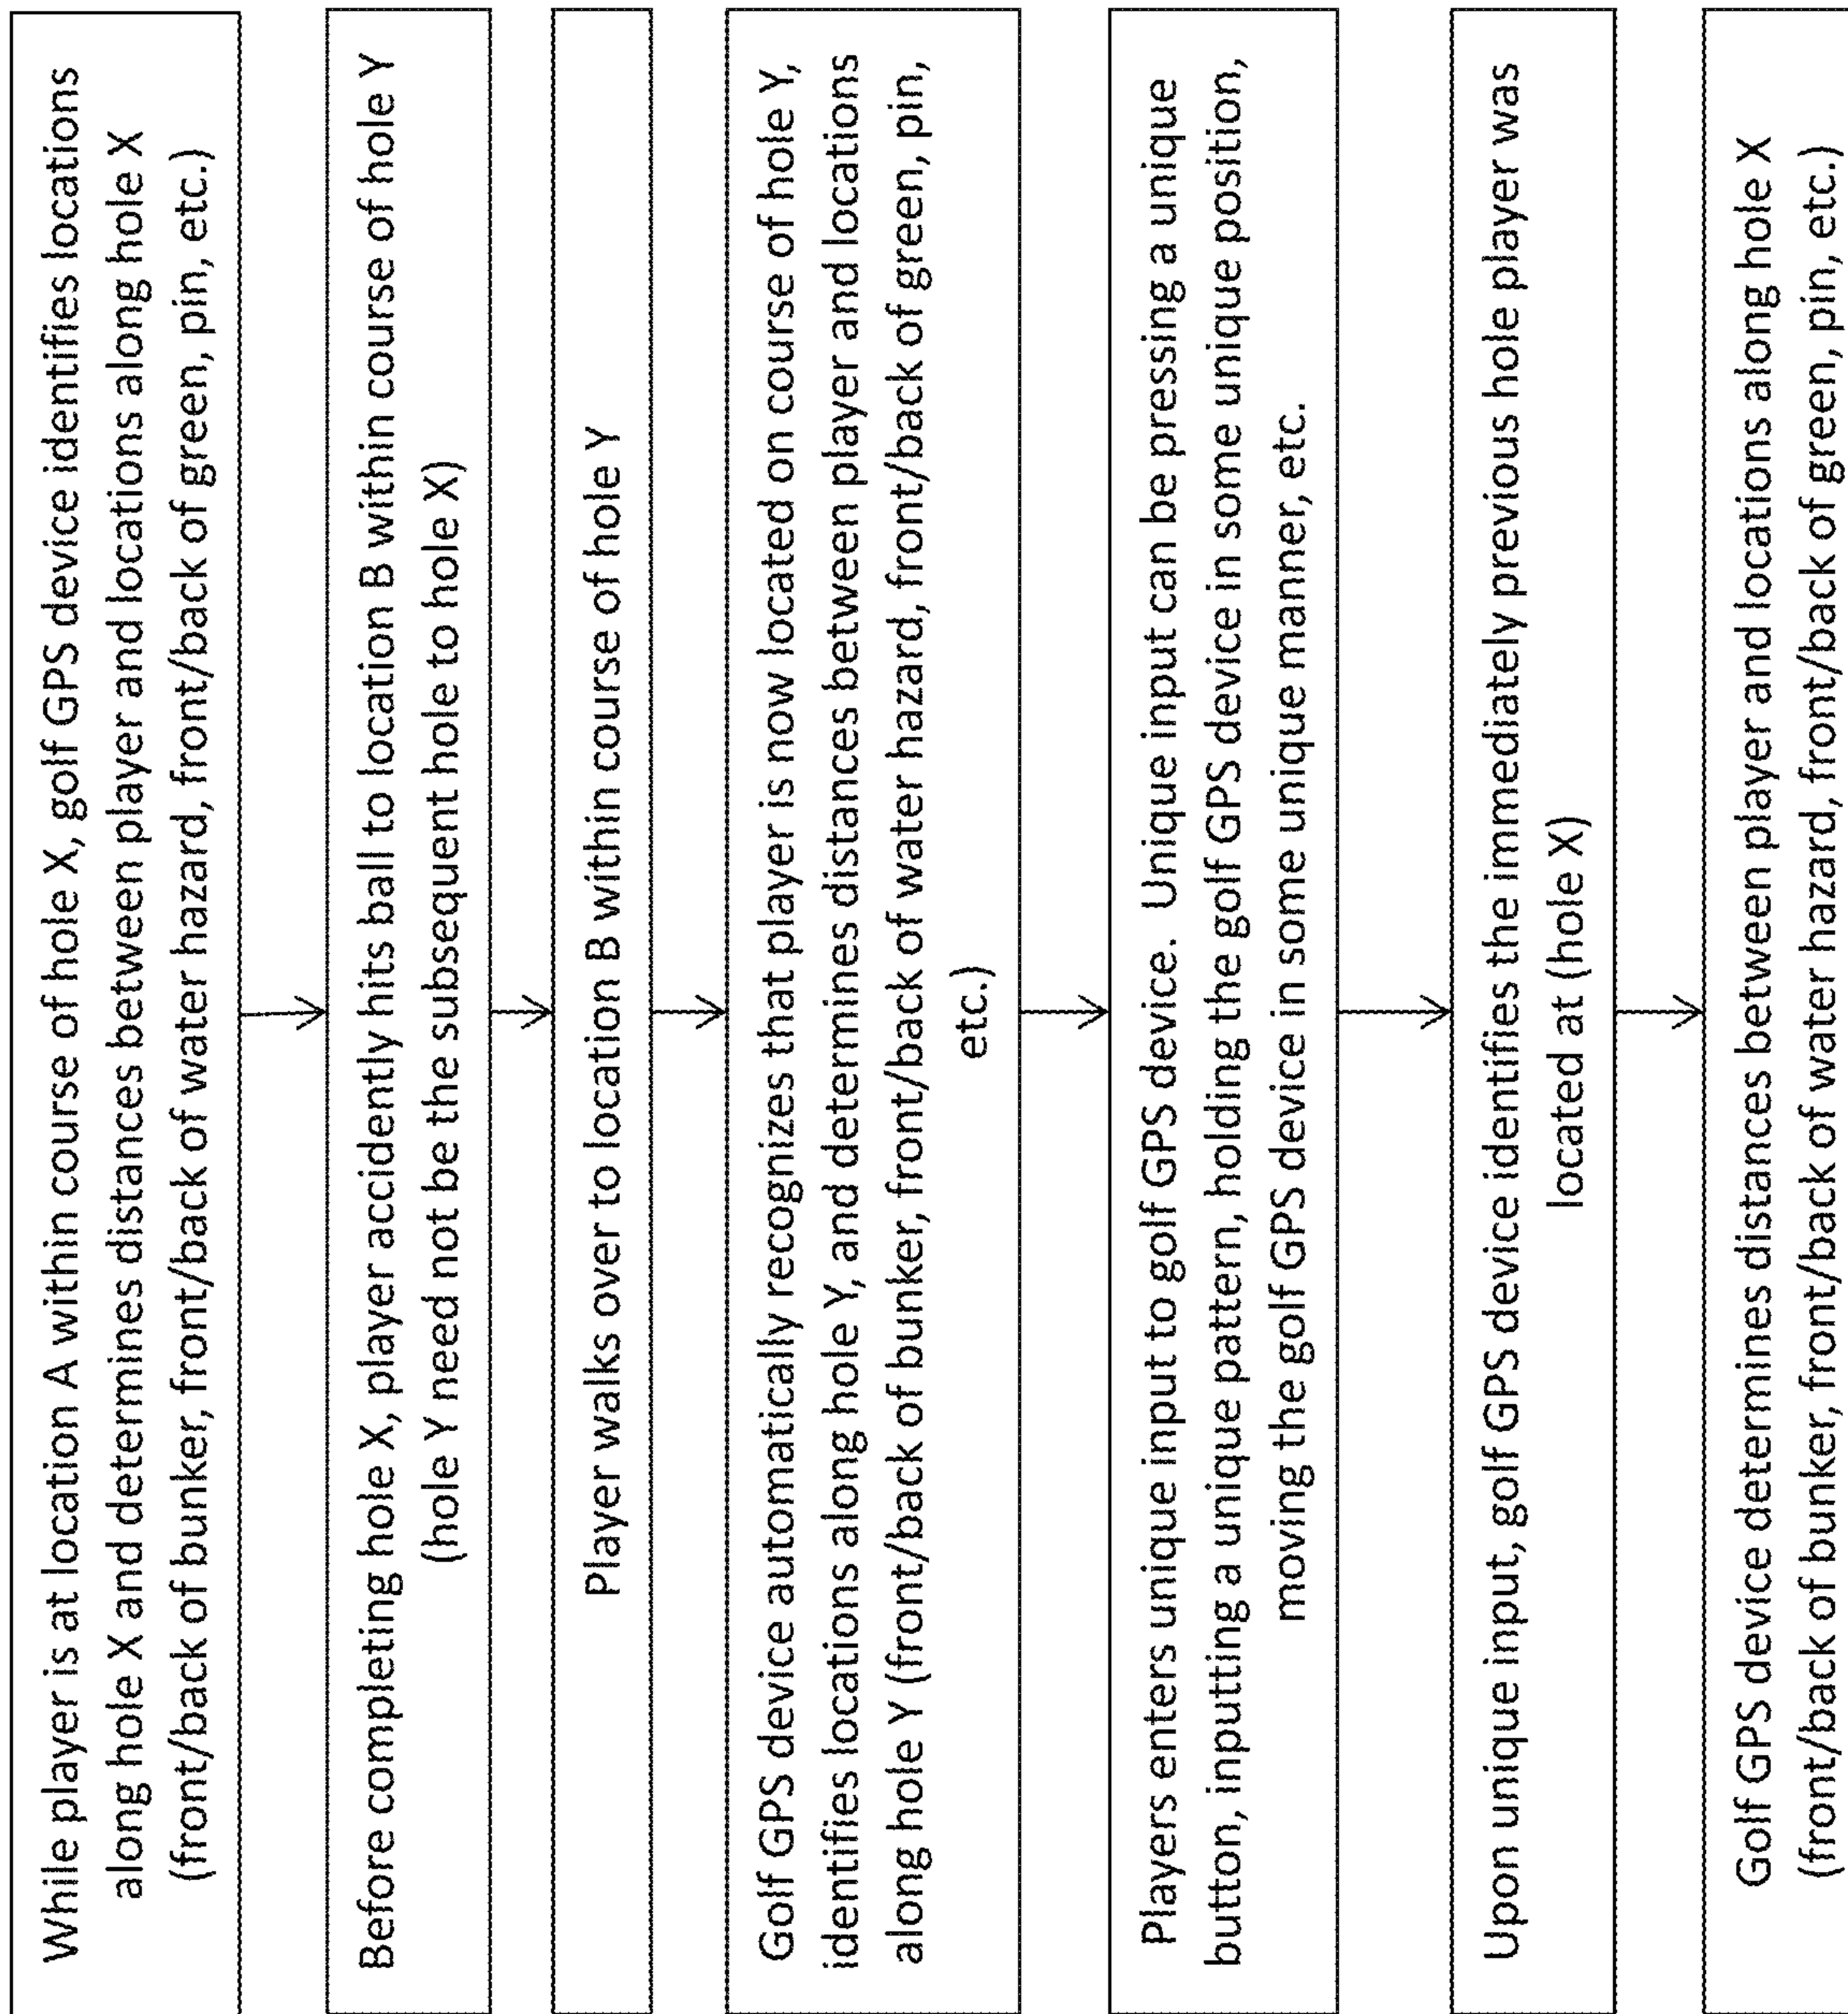 While player is at location A within course of hole X, golf GPS device identifies locations
along hole X and determines distances between player and locations along hole X
(front/back of bunker, front/back of water hazard, front/back of green, pin, etc.)
Before completing hole X, player accidently hits ball to location B within course of hole Y
(hole Y need not be the subsequent hole to hole X)
Player walks over to location B within course of hole Y
Golf GPS device automatically recognizes that player is now located on course of hole Y,
identifies locations along hole Y, and determines distances between player and locations
along hole Y (front/back of bunker, front/back of water hazard, front/back of green, pin,
etc.)
Players enters unique input to golf GPS device. Unique input can be pressing a unique
button, inputting a unique pattern, holding the golf GPS device in some unique position,
moving the golf GPS device in some unique manner, etc.
Upon unique input, golf GPS device identifies the immediately previous hole player was
located at (hole X)
Golf GPS device determines distances between player and locations along hole X
(front/back of bunker, front/back of water hazard, front/back of green, pin, etc.)